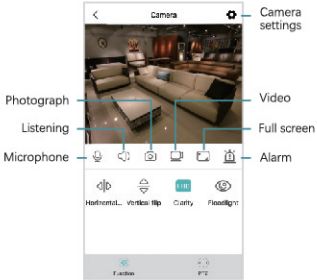 Camera
Camera
settings
Photograph
Video
Listening
Full screen
Microphone
Alarm
Horizontal... Vertical flip Clarity Floodlight
Function PTZ